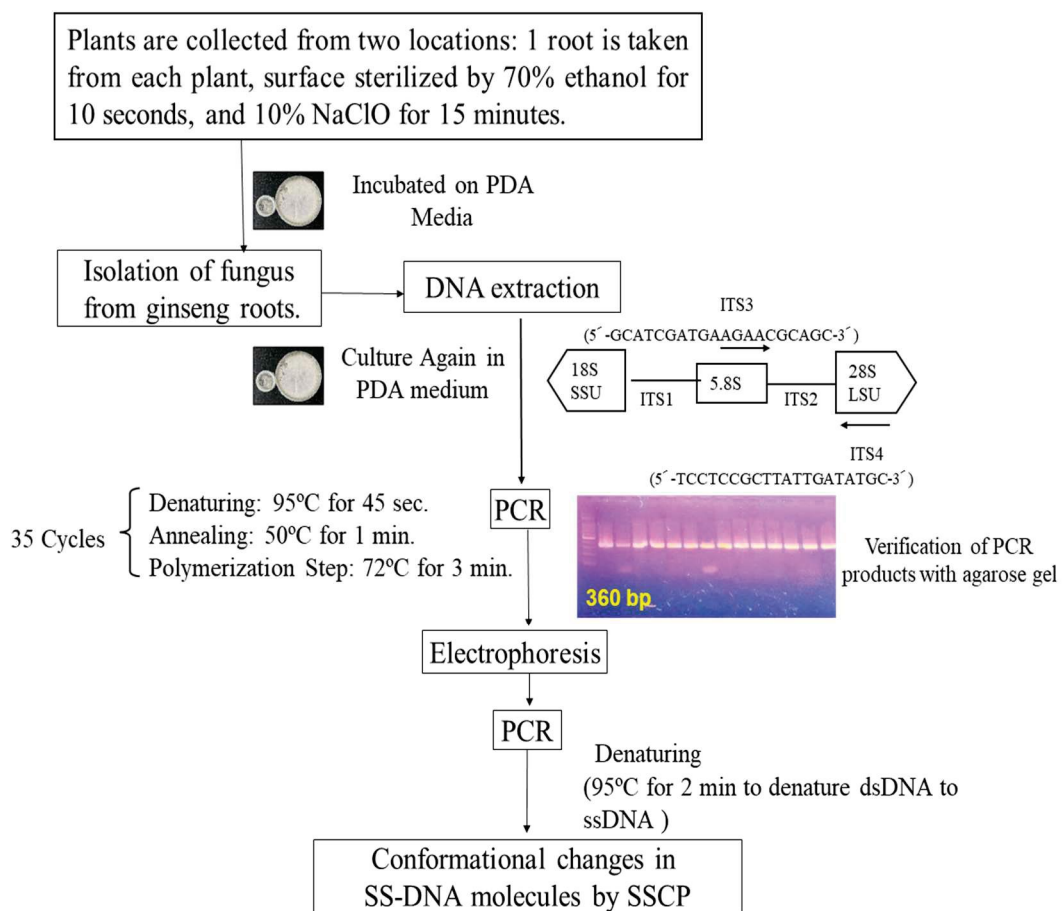 Plants are collected from two locations: 1 root is taken
from each plant, surface sterilized by 70% ethanol for
10 seconds, and 10% NaClO for 15 minutes.
Incubated on PDA
Media
Isolation of fungus
from ginseng roots.
DNA extraction
Culture Again in
PDA medium
ITS3
(5´-GCATCGATGAAGAACGCAGC-3´)
18S
SSU
ITS1
5.8S
ITS2
28S
LSU
ITS4
(5´-TCCTCCGCTTATTGATATGC-3´)
35 Cycles
Denaturing: 95ºC for 45 sec.
Annealing: 50ºC for 1 min.
Polymerization Step: 72ºC for 3 min.
PCR
360 bp
Verification of PCR
products with agarose gel
Electrophoresis
PCR
Denaturing
(95ºC for 2 min to denature dsDNA to
ssDNA )
Conformational changes in
SS-DNA molecules by SSCP